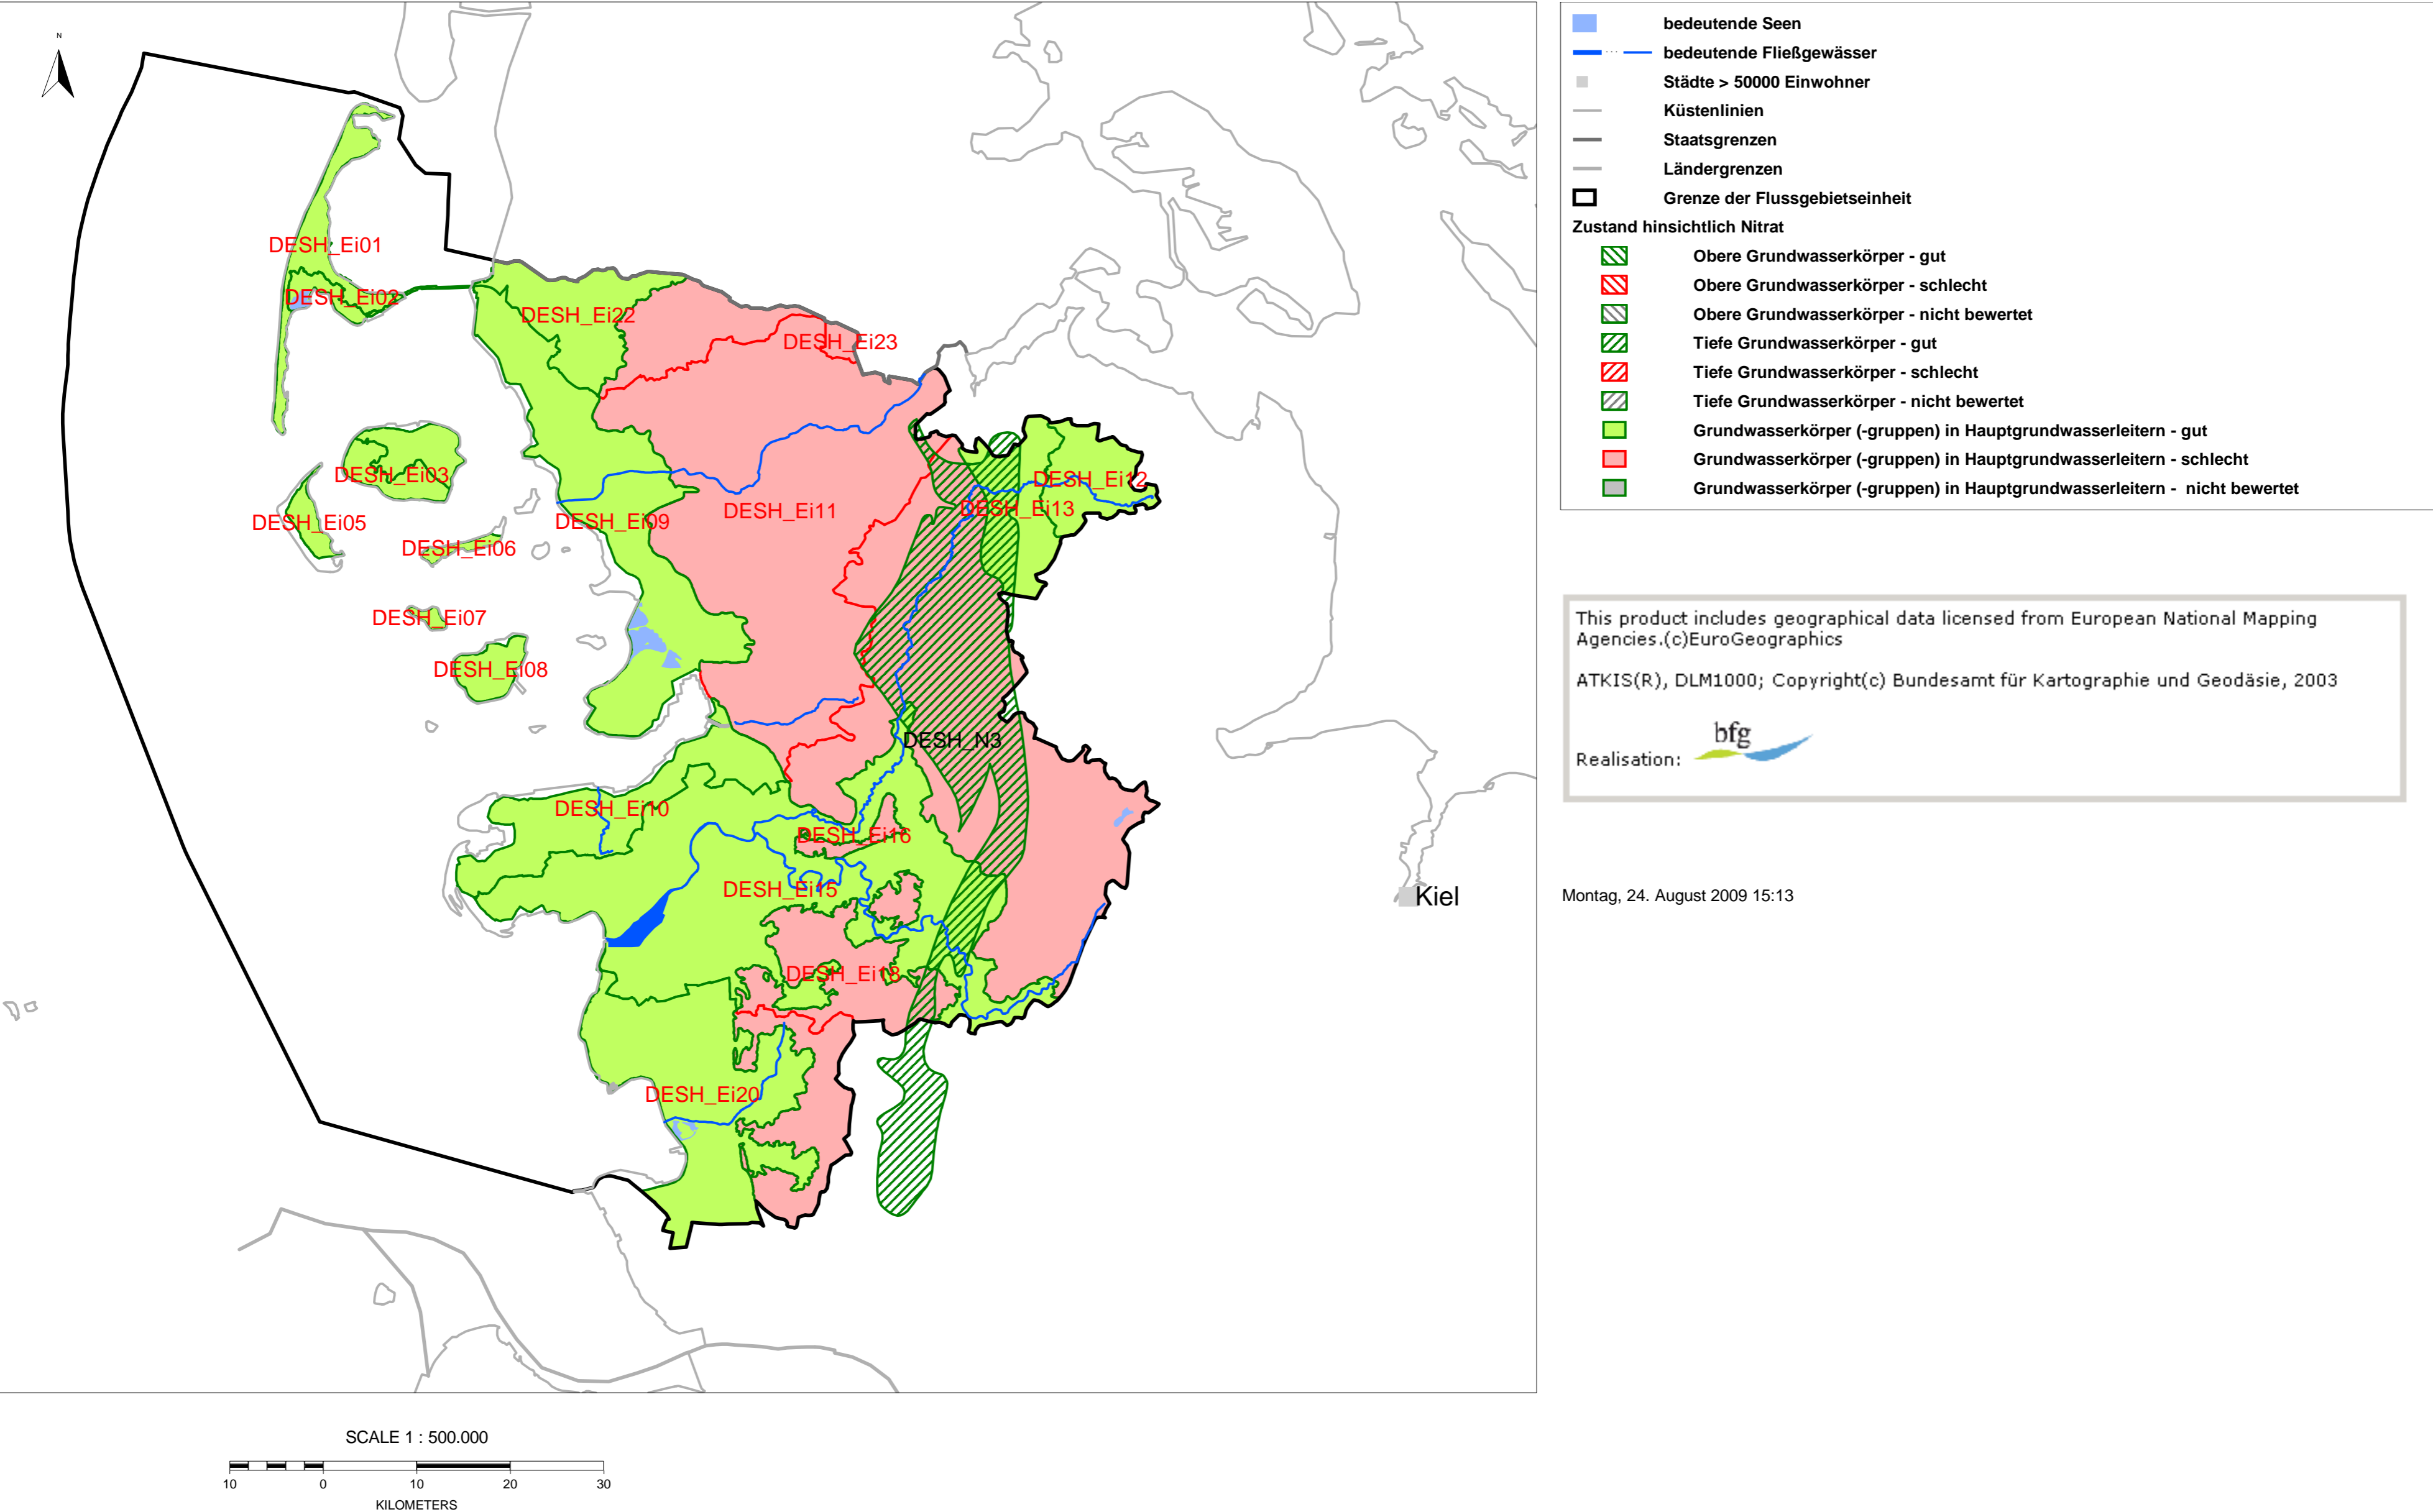 N
DESH_Ei01
DESH_Ei02
DESH_Ei22
DESH_Ei23
DESH_Ei03
DESH_Ei05
DESH_Ei09
DESH_Ei11
DESH_Ei12
DESH_Ei13
DESH_Ei06
DESH_Ei07
DESH_Ei08
DESH_N3
DESH_Ei10
DESH_Ei16
DESH_Ei15
Kiel
DESH_Ei18
DESH_Ei20
SCALE 1 : 500.000
10 0 10 20 30
KILOMETERS
bedeutende Seen
bedeutende Fließgewässer
Städte > 50000 Einwohner
Küstenlinien
Staatsgrenzen
Ländergrenzen
Grenze der Flussgebietseinheit
Zustand hinsichtlich Nitrat
Obere Grundwasserkörper - gut
Obere Grundwasserkörper - schlecht
Obere Grundwasserkörper - nicht bewertet
Tiefe Grundwasserkörper - gut
Tiefe Grundwasserkörper - schlecht
Tiefe Grundwasserkörper - nicht bewertet
Grundwasserkörper (-gruppen) in Hauptgrundwasserleitern - gut
Grundwasserkörper (-gruppen) in Hauptgrundwasserleitern - schlecht
Grundwasserkörper (-gruppen) in Hauptgrundwasserleitern - nicht bewertet
This product includes geographical data licensed from European National Mapping
Agencies.(c)EuroGeographics
ATKIS(R), DLM1000; Copyright(c) Bundesamt für Kartographie und Geodäsie, 2003
Realisation: bfg
Montag, 24. August 2009 15:13